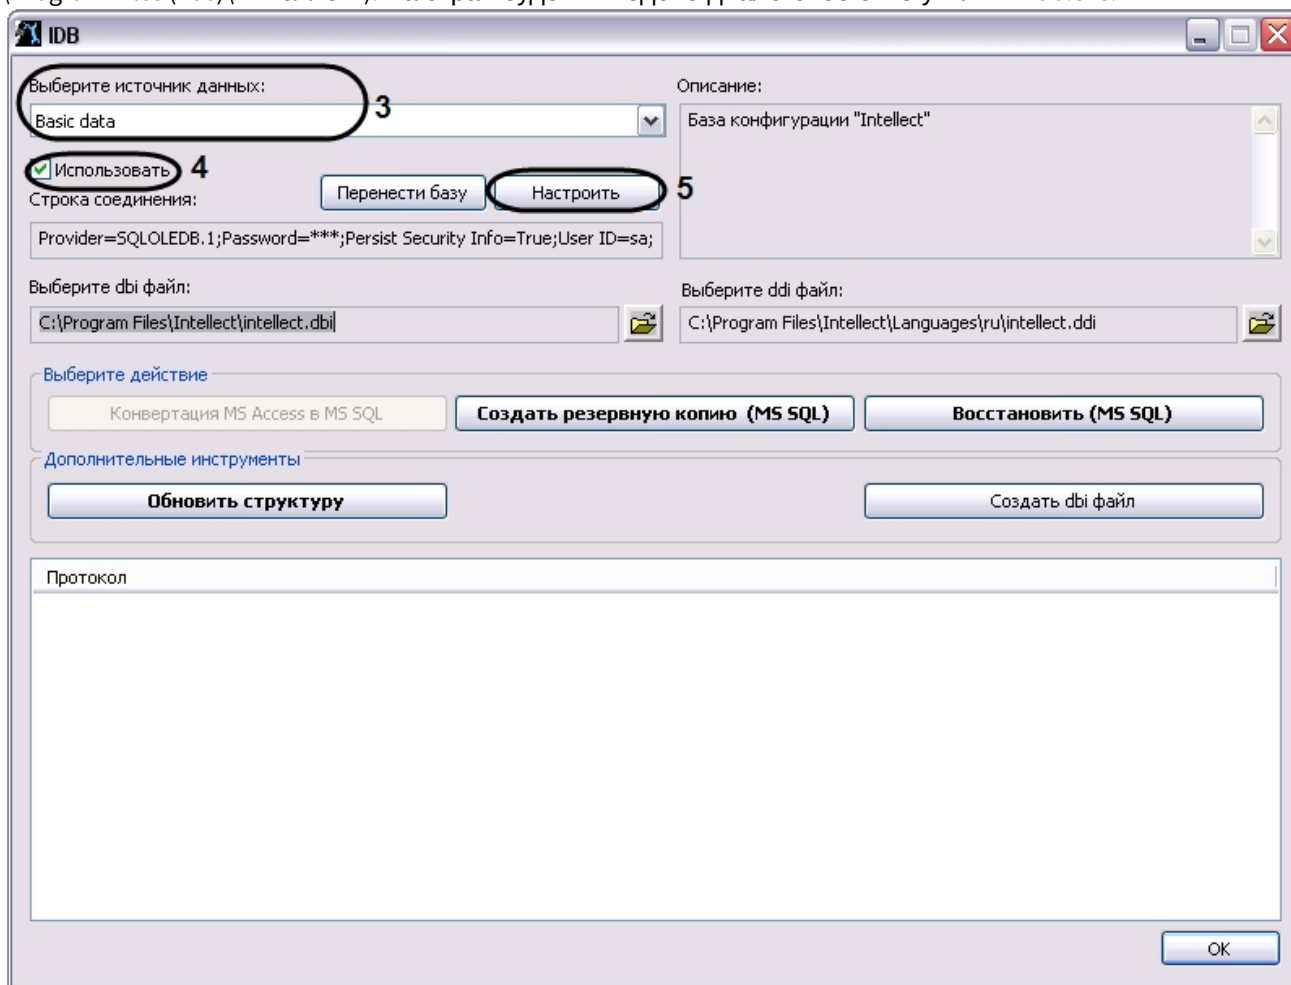 IDB
Выберите источник данных:
Basic data
3
Использовать
4
Строка соединения:
Перенести базу
Настроить
5
Provider=SQLOLEDB.1;Password=***;Persist Security Info=True;User ID=sa;
Описание:
База конфигурации "Intellect"
Выберите dbi файл:
C:\Program Files\Intellect\intellect.dbi
Выберите ddi файл:
C:\Program Files\Intellect\Languages\ru\intellect.ddi
Выберите действие
Конвертация MS Access в MS SQL
Создать резервную копию (MS SQL)
Восстановить (MS SQL)
Дополнительные инструменты
Обновить структуру
Создать dbi файл
Протокол
OK